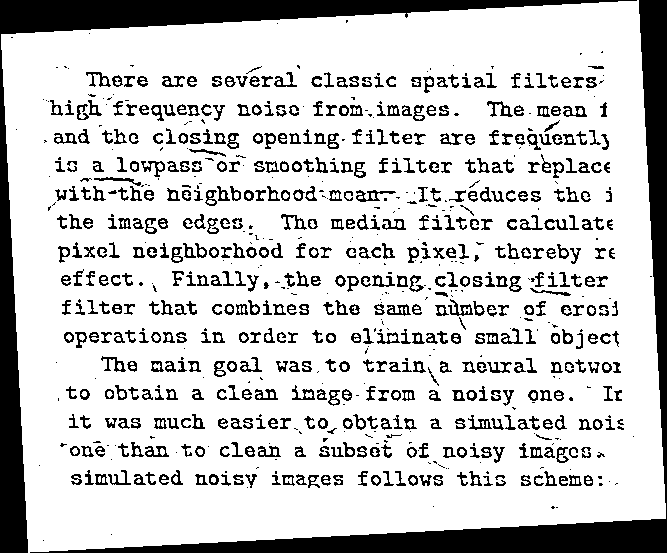 There are several classic spatial filters
high frequency noise from images. The mean f
and the closing opening filter are frequently
is a lowpass or smoothing filter that replace
with the neighborhood mean. It reduces the i
the image edges. The median filter calculate
pixel neighborhood for each pixel, thereby re
effect. Finally, the opening closing filter
filter that combines the same number of erosi
operations in order to eliminate small object
The main goal was to train a neural networ
to obtain a clean image from a noisy one. In
it was much easier to obtain a simulated nois
one than to clean a subset of noisy images.
simulated noisy images follows this scheme: